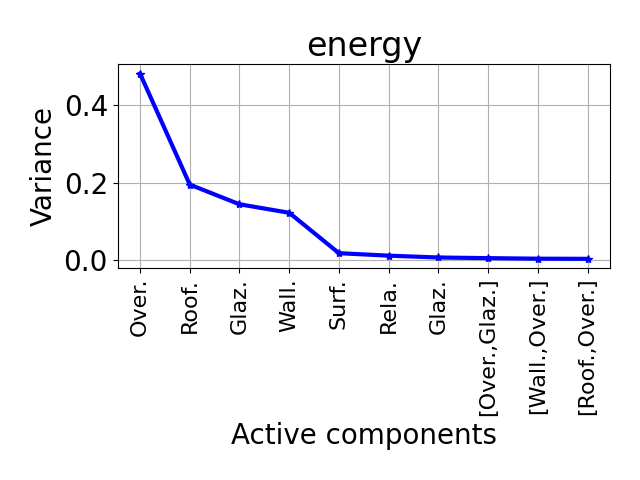 energy
Variance
0.4
0.2
0.0
Over.
Roof.
Glaz.
Wall.
Surf.
Rela.
Glaz.
[Over.,Glaz.]
[Wall.,Over.]
[Roof.,Over.]
Active components